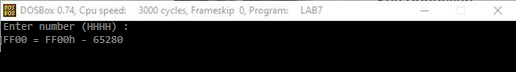 DOSBox 0.74, Cpu speed: 3000 cycles, Frameskip 0, Program: LAB7
Enter number (HHHH) :
FF00 = FF00h - 65280